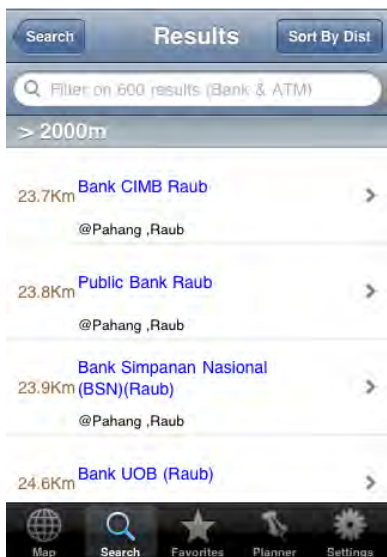 Search Results Sort By Dist
Filter on 600 results (Bank & ATM)
> 2000m
Bank CIMB Raub
23.7Km
@Pahang ,Raub
Public Bank Raub
23.8Km
@Pahang ,Raub
Bank Simpanan Nasional
23.9Km (BSN)(Raub)
@Pahang ,Raub
Bank UOB (Raub)
24.6Km
Map Search Favorites Planner Settings